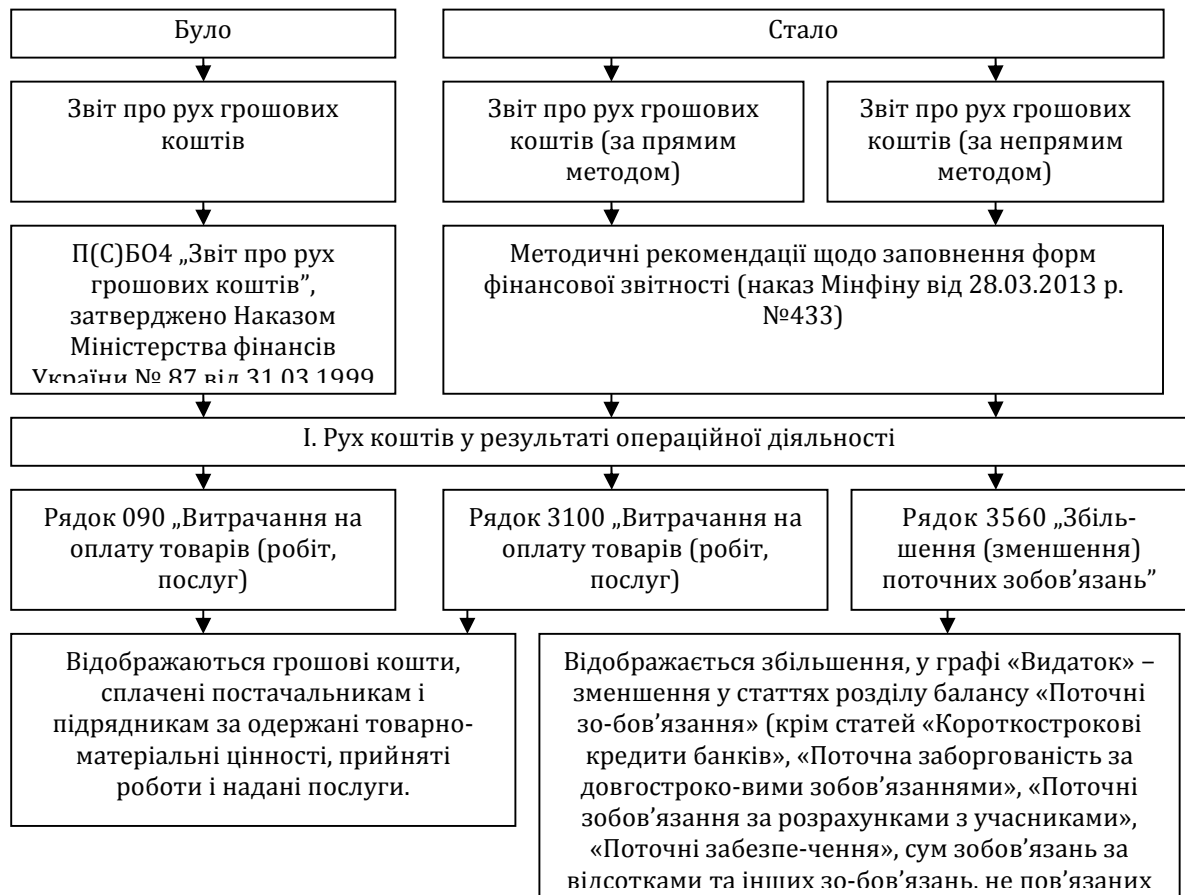 Було
Стало
Звіт про рух грошових
коштів
Звіт про рух грошових
коштів (за прямим
методом)
Звіт про рух грошових
коштів (за непрямим
методом)
П(С)БО4 „Звіт про рух
грошових коштів”,
затверджено Наказом
Міністерства фінансів
України № 87 від 31.03.1999
Методичні рекомендації щодо заповнення форм
фінансової звітності (наказ Мінфіну від 28.03.2013 р.
№433)
І. Рух коштів у результаті операційної діяльності
Рядок 090 „Витрачання на
оплату товарів (робіт,
послуг)
Рядок 3100 „Витрачання на
оплату товарів (робіт,
послуг)
Рядок 3560 „Збіль-
шення (зменшення)
поточних зобов’язань”
Відображаються грошові кошти,
сплачені постачальникам і
підрядникам за одержані товарно-
матеріальні цінності, прийняті
роботи і надані послуги.
Відображається збільшення, у графі «Видаток» –
зменшення у статтях розділу балансу «Поточні
зо-бов’язання» (крім статей «Короткострокові
кредити банків», «Поточна заборгованість за
довгостроко-вими зобов’язаннями», «Поточні
зобов’язання за розрахунками з учасниками»,
«Поточні забезпе-чення», сум зобов’язань за
відсотками та інших зо-бов’язань, не пов’язаних